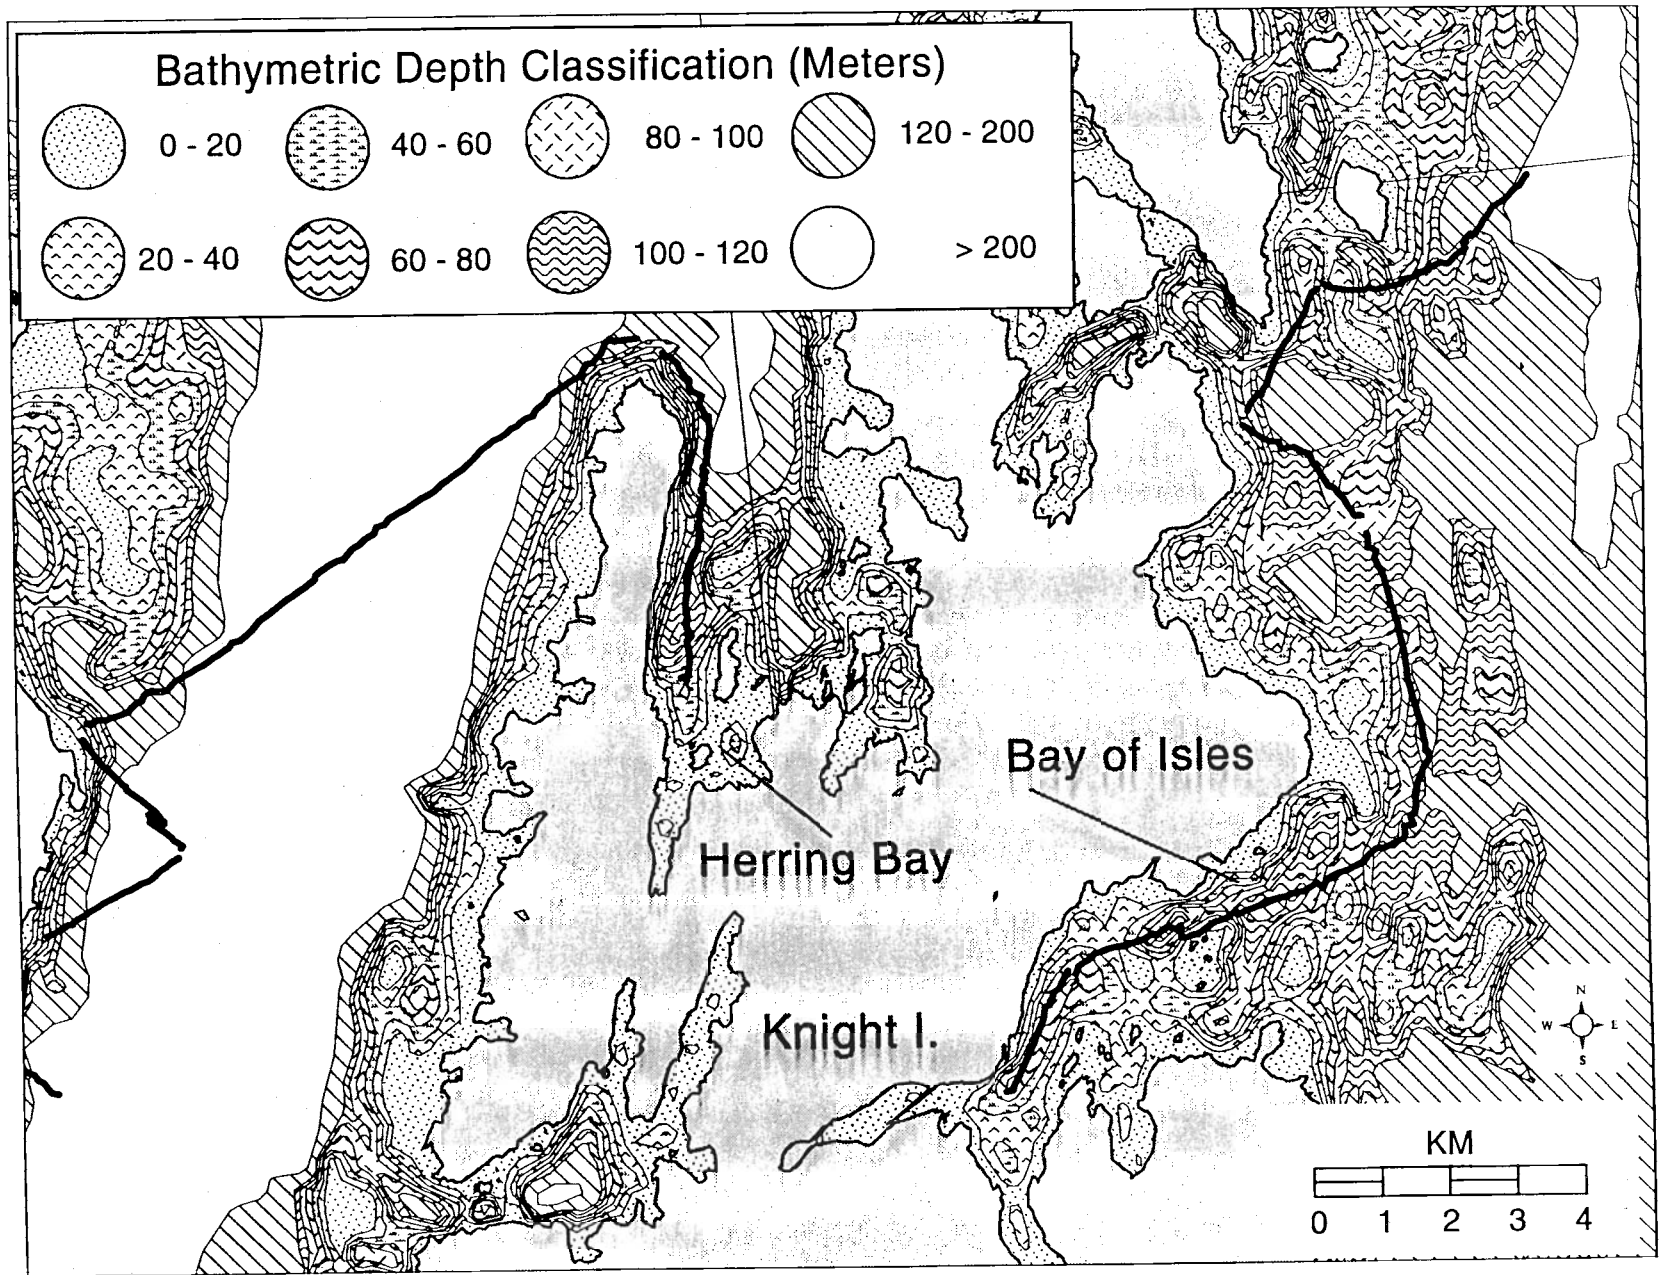 Bathymetric Depth Classification (Meters)
0 - 20
40 - 60
80 - 100
120 - 200
20 - 40
60 - 80
100 - 120
> 200
Bay of Isles
Herring Bay
Knight I.
N
W E
S
KM
0 1 2 3 4